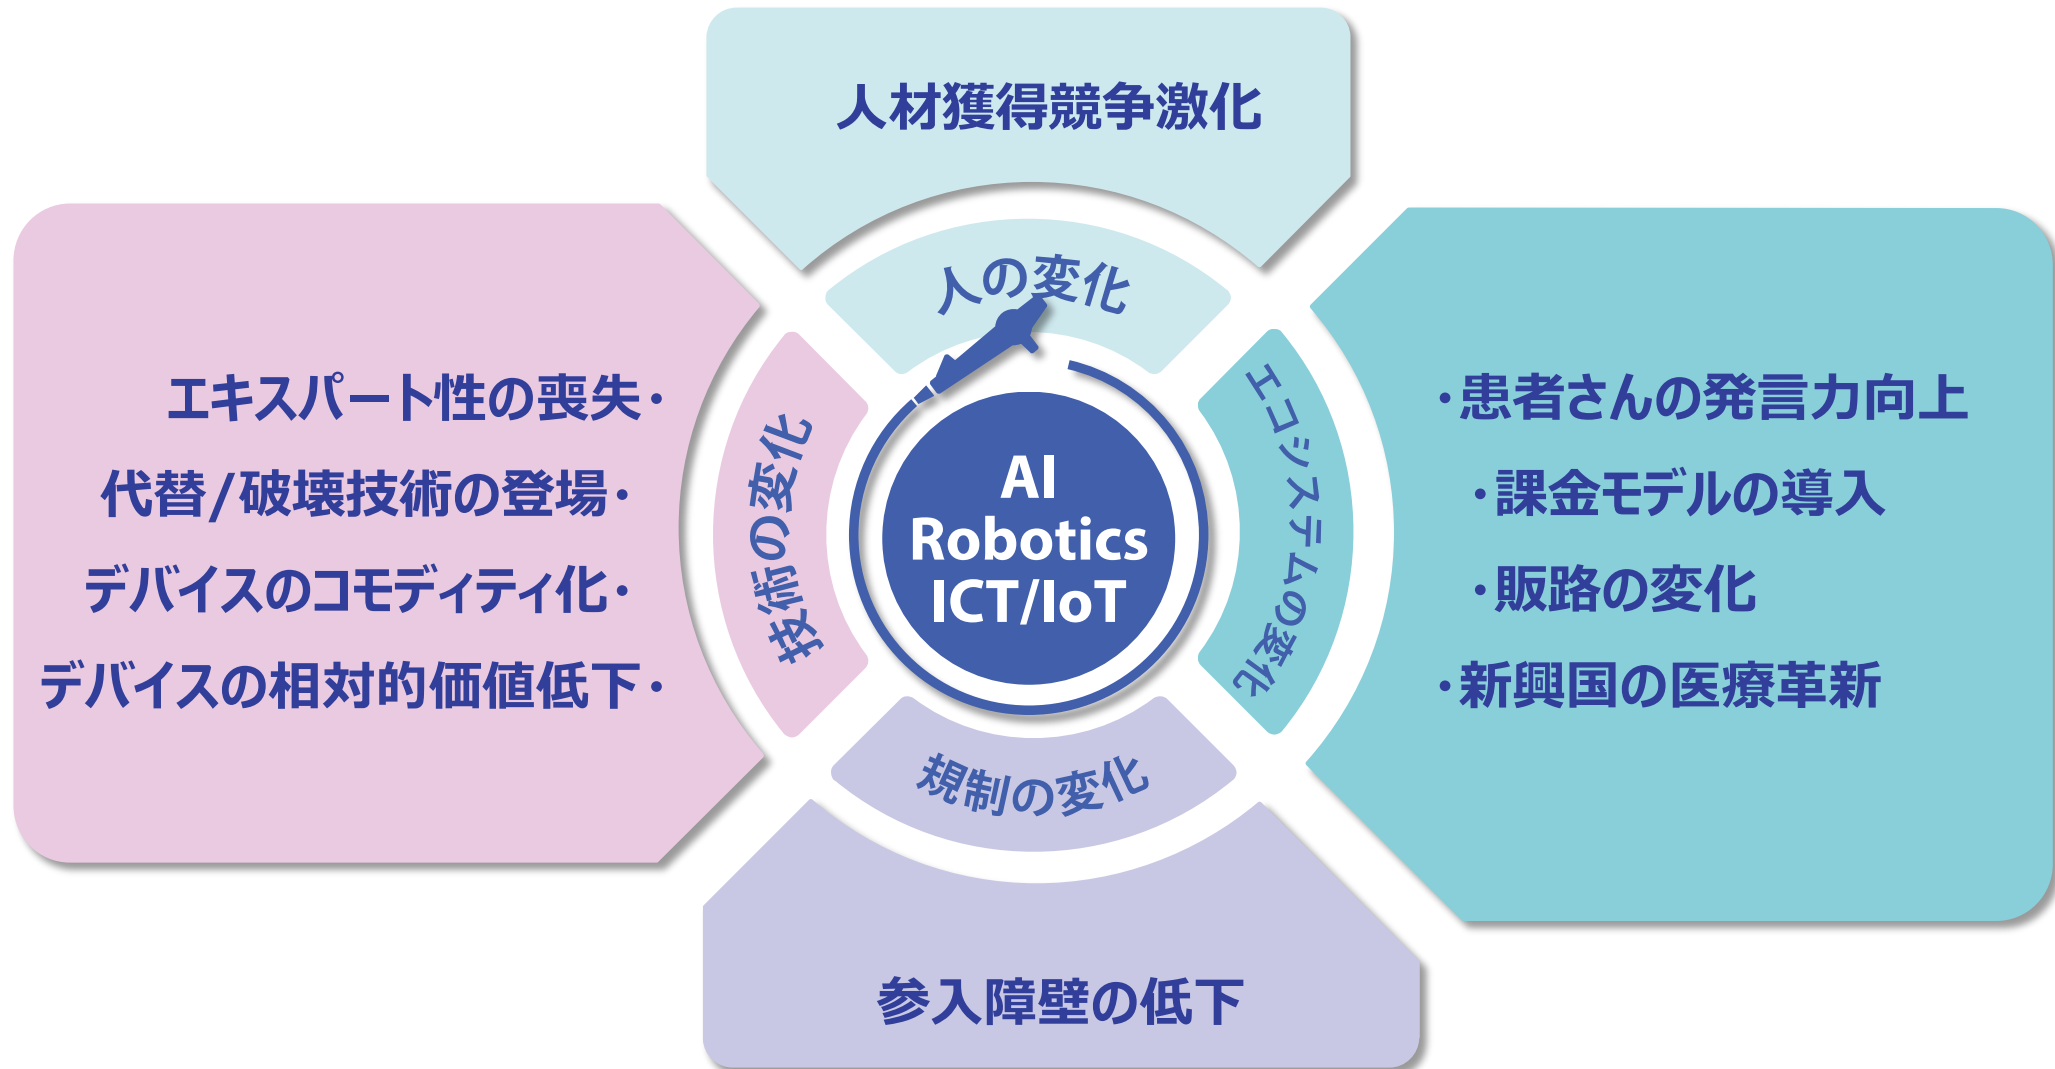 人材獲得競争激化
人の変化
エキスパート性の喪失・
代替/破壊技術の登場・
デバイスのコモディティ化・
デバイスの相対的価値低下・
技術の変化
AI
Robotics
ICT/IoT
エコシステムの変化
・患者さんの発言力向上
・課金モデルの導入
・販路の変化
・新興国の医療革新
規制の変化
参入障壁の低下